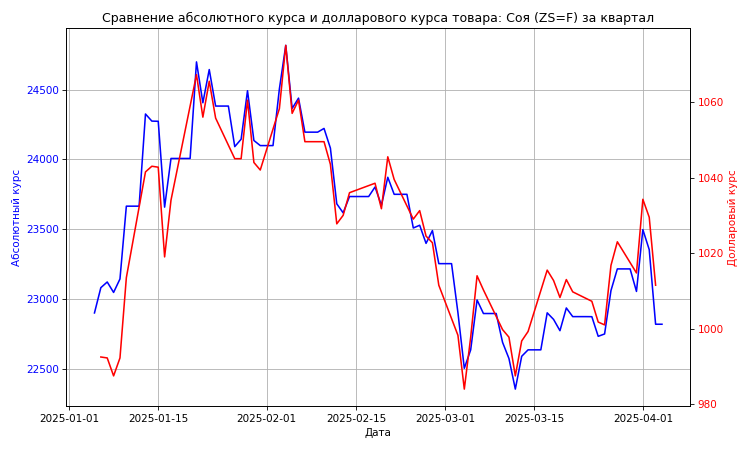 Сравнение абсолютного курса и долларового курса товара: Соя (ZS=F) за квартал
24500
24000
23500
23000
22500
Абсолютный курс
1060
1040
1020
1000
980
Долларовый курс
2025-01-01 2025-01-15 2025-02-01 2025-02-15 2025-03-01 2025-03-15 2025-04-01
Дата